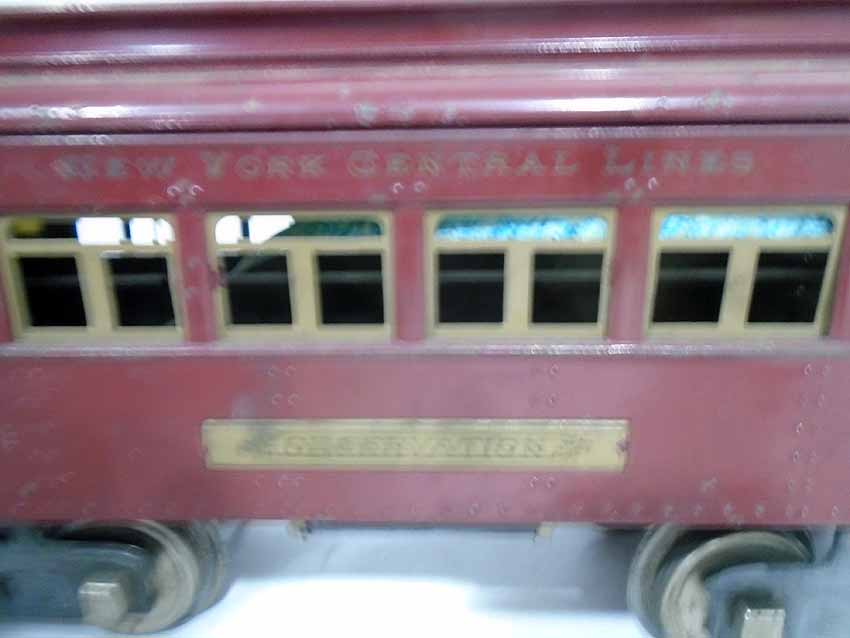 NEW YORK CENTRAL LINES
OBSERVATION